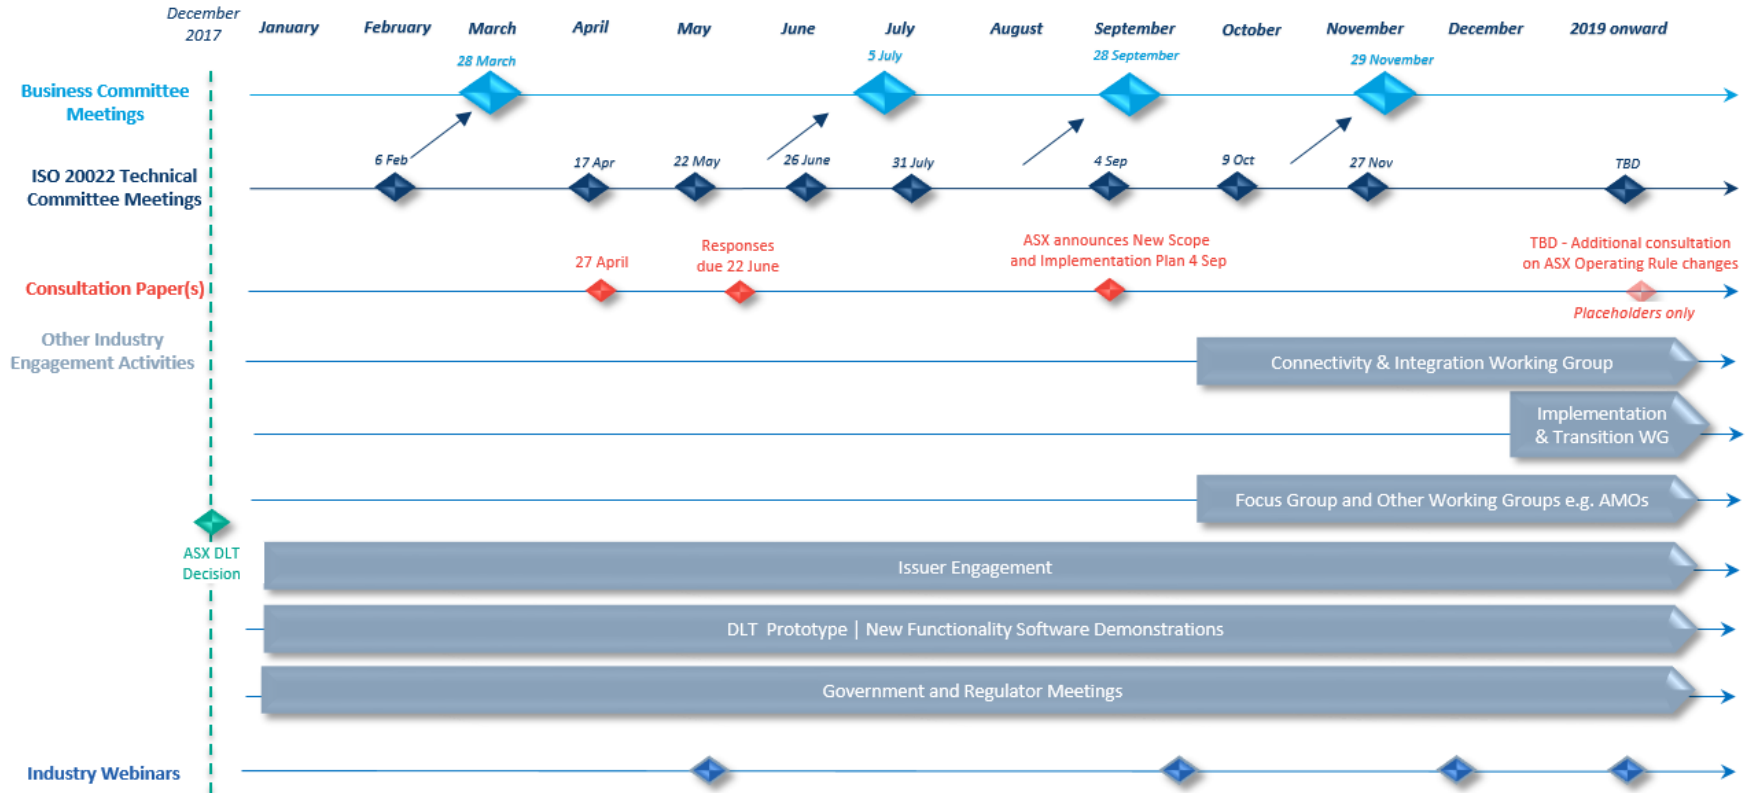 December
2017
January
February
March
April
May
June
July
August
September
October
November
December
2019 onward
28 March
5 July
28 September
29 November
Business Committee
Meetings
6 Feb
17 Apr
22 May
26 June
31 July
4 Sep
9 Oct
27 Nov
TBD
ISO 20022 Technical
Committee Meetings
27 April
Responses
due 22 June
ASX announces New Scope
and Implementation Plan 4 Sep
TBD - Additional consultation
on ASX Operating Rule changes
Consultation Paper(s)
Placeholders only
Other Industry
Engagement Activities
Connectivity & Integration Working Group
Implementation
& Transition WG
Focus Group and Other Working Groups e.g. AMOs
ASX DLT
Decision
Issuer Engagement
DLT Prototype | New Functionality Software Demonstrations
Government and Regulator Meetings
Industry Webinars